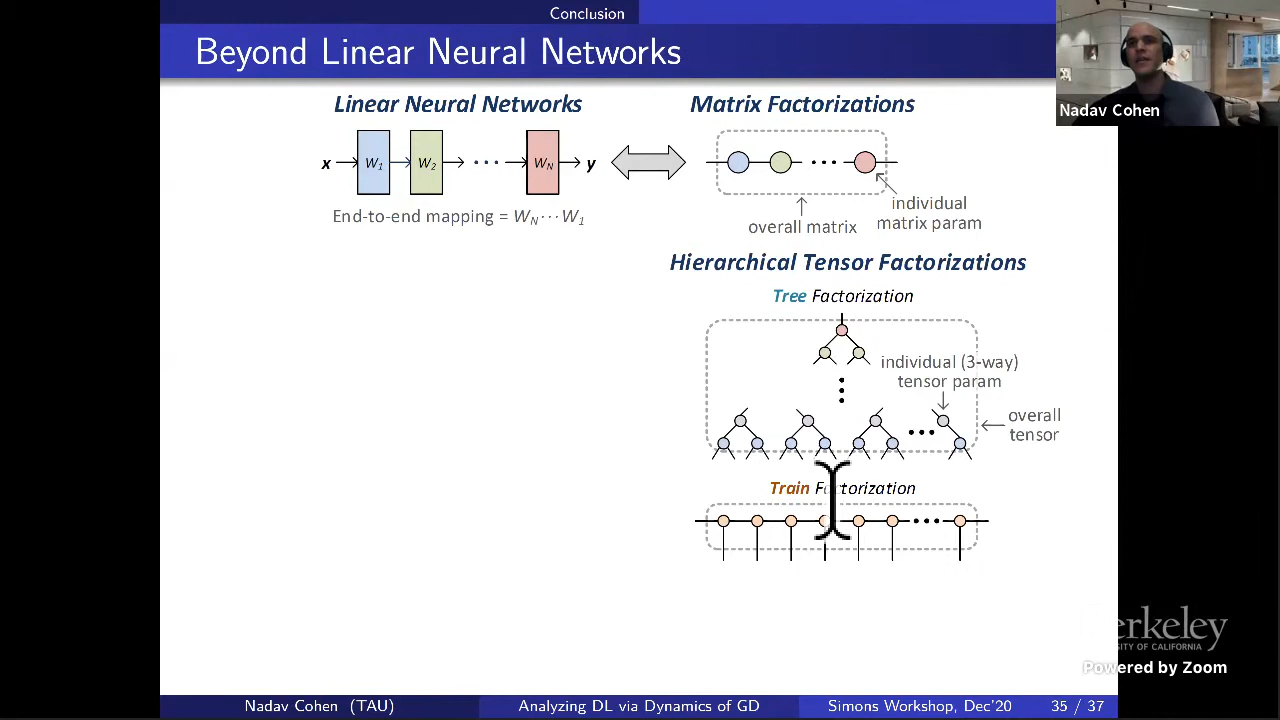 Conclusion
Beyond Linear Neural Networks
Nadav Cohen
Linear Neural Networks
x W1 W2 ... WN y
End-to-end mapping = WN···W1
Matrix Factorizations
overall matrix
individual
matrix param
Hierarchical Tensor Factorizations
Tree Factorization
individual (3-way)
tensor param
overall
tensor
Train Factorization
OF CALIFORNIA
Powered by Zoom
Nadav Cohen (TAU)
Analyzing DL via Dynamics of GD
Simons Workshop, Dec'20
35 / 37